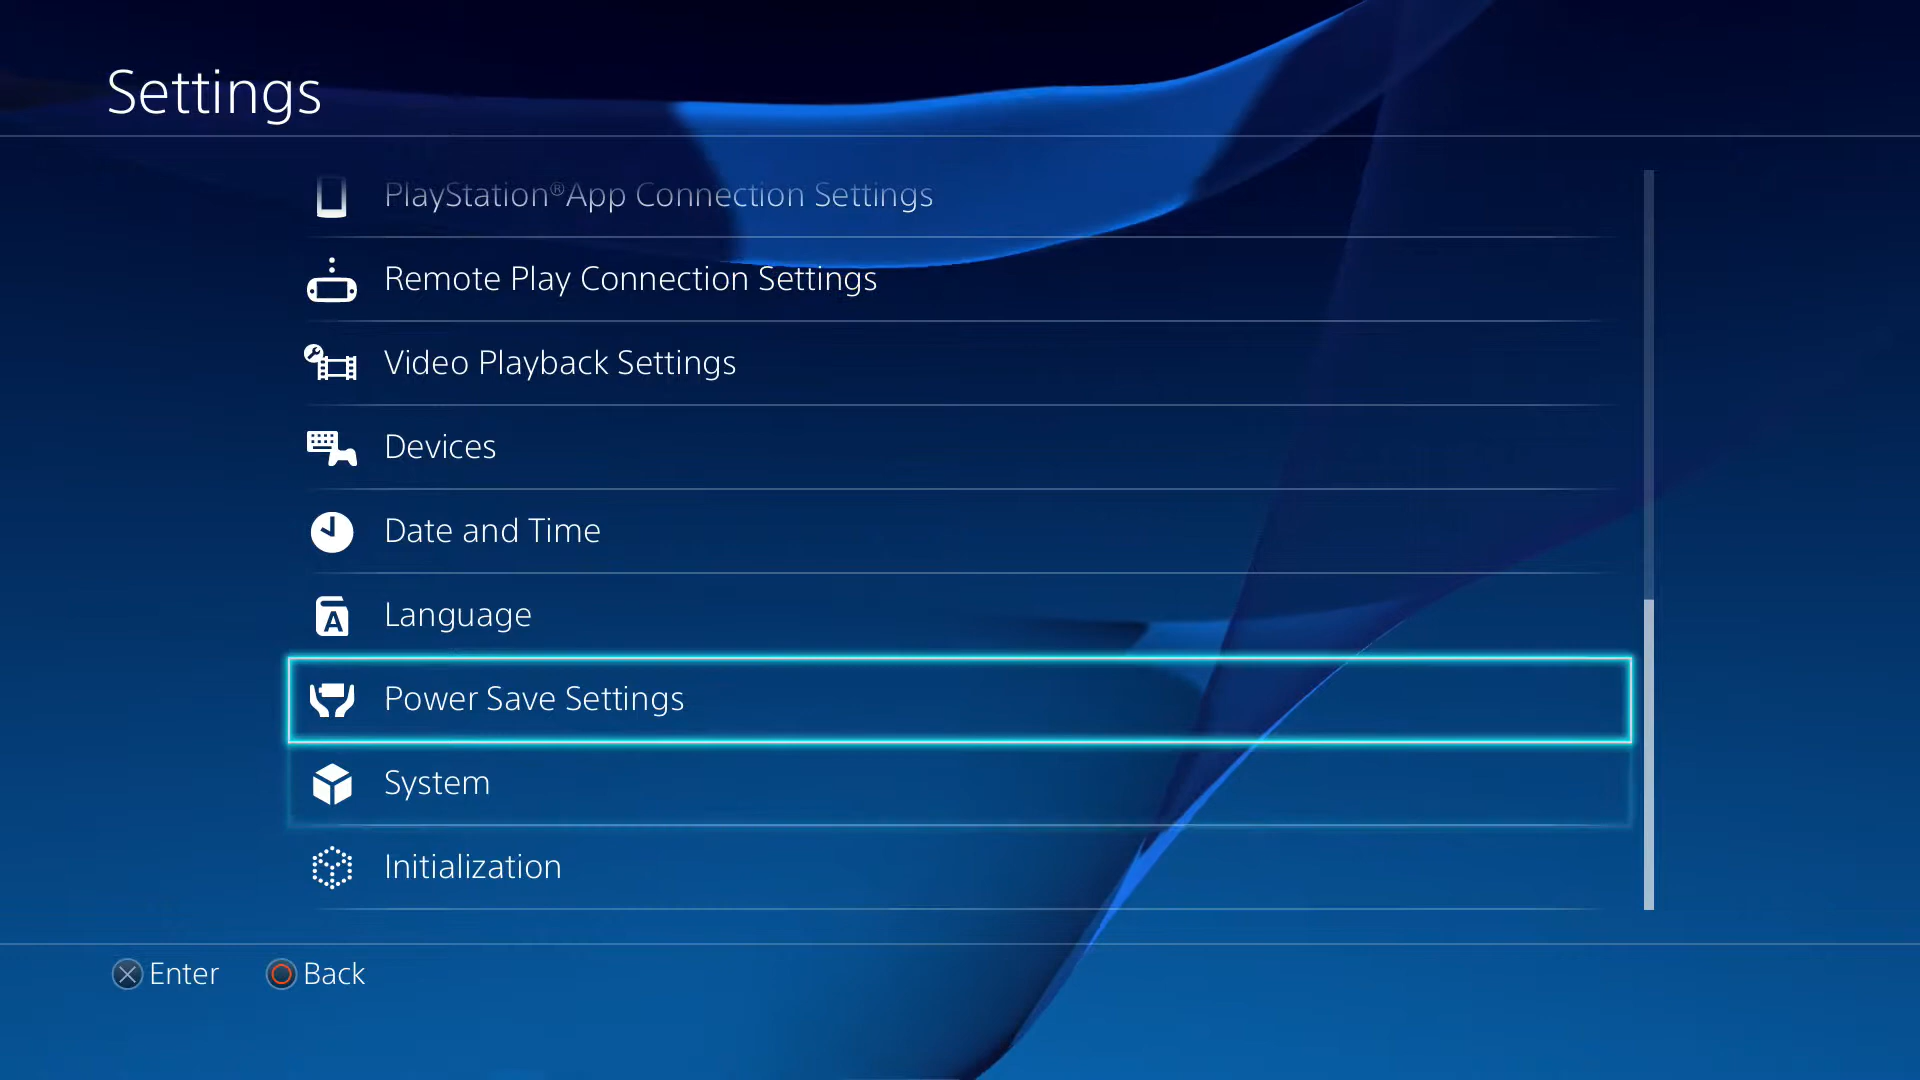 Settings
PlayStation®App Connection Settings
Remote Play Connection Settings
Video Playback Settings
Devices
Date and Time
Language
Power Save Settings
System
Initialization
Enter Back